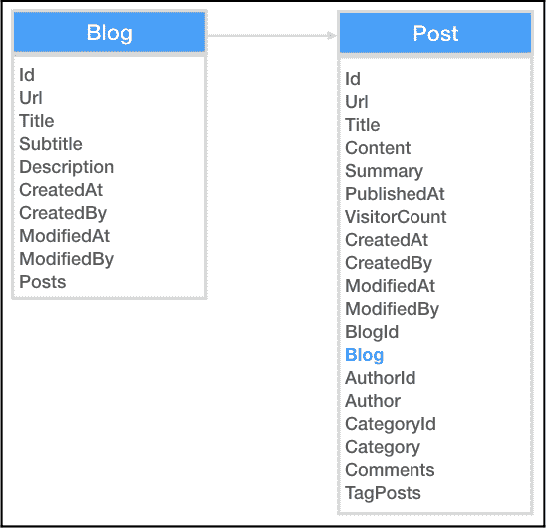 Blog
Id
Url
Title
Subtitle
Description
CreatedAt
CreatedBy
ModifiedAt
ModifiedBy
Posts
Post
Id
Url
Title
Content
Summary
PublishedAt
VisitorCount
CreatedAt
CreatedBy
ModifiedAt
ModifiedBy
BlogId
Blog
AuthorId
Author
CategoryId
Category
Comments
TagPosts